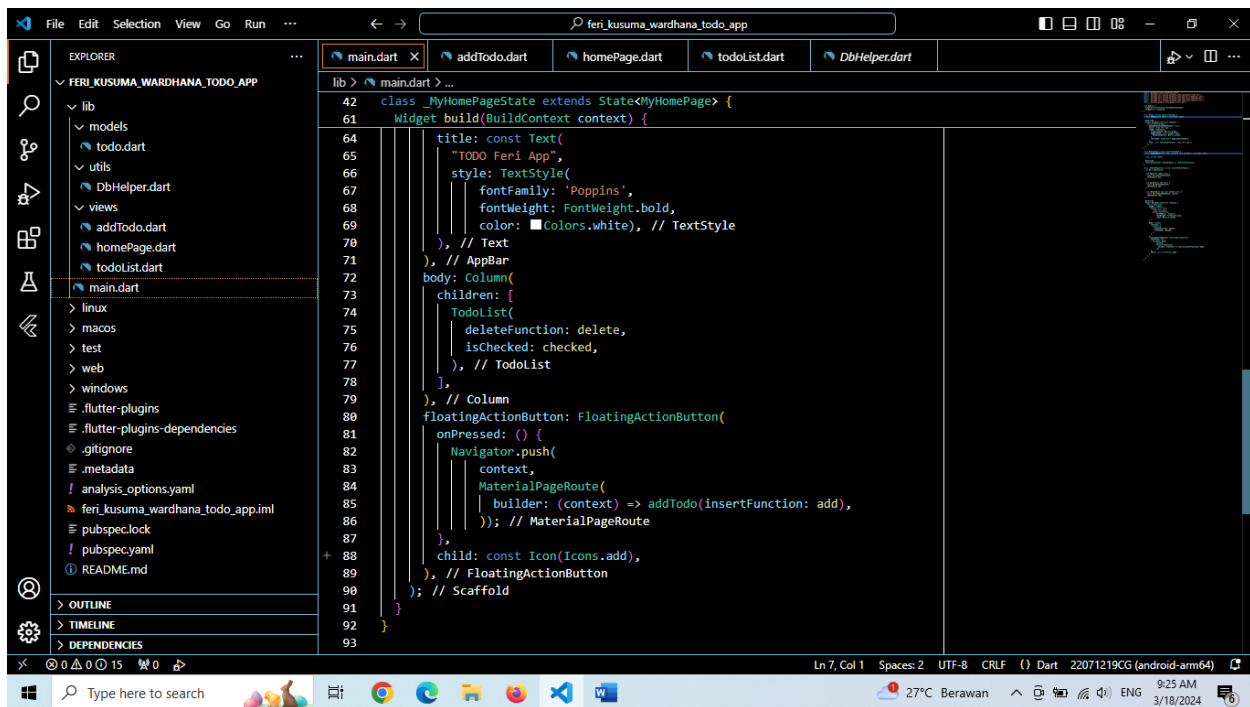 File Edit Selection View Go Run ··· ← → feri_kusuma_wardhana_todo_app
EXPLORER ···
FERI_KUSUMA_WARDHANA_TODO_APP
lib
models
todo.dart
utils
DbHelper.dart
views
addTodo.dart
homePage.dart
todoList.dart
main.dart
linux
macos
test
web
windows
.flutter-plugins
.flutter-plugins-dependencies
.gitignore
.metadata
! analysis_options.yaml
feri_kusuma_wardhana_todo_app.iml
pubspec.lock
! pubspec.yaml
README.md
OUTLINE
TIMELINE
DEPENDENCIES
main.dart addTodo.dart homePage.dart todoList.dart DbHelper.dart
lib > main.dart > ...
42 class _MyHomePageState extends State<MyHomePage> {
61 Widget build(BuildContext context) {
64 title: const Text(
65 "TODO Feri App",
66 style: TextStyle(
67 fontFamily: 'Poppins',
68 fontWeight: FontWeight.bold,
69 color: Colors.white), // TextStyle
70 ), // Text
71 ), // AppBar
72 body: Column(
73 children: [
74 TodoList(
75 deleteFunction: delete,
76 isChecked: checked,
77 ), // TodoList
78 ],
79 ), // Column
80 floatingActionButton: FloatingActionButton(
81 onPressed: () {
82 Navigator.push(
83 context,
84 MaterialPageRoute(
85 builder: (context) => addTodo(insertFunction: add),
86 )); // MaterialPageRoute
87 },
88 child: const Icon(Icons.add),
89 ), // FloatingActionButton
90 ); // Scaffold
91 }
92 }
93
0 0 15 0 Ln 7, Col 1 Spaces: 2 UTF-8 CRLF {} Dart 22071219CG (android-arm64)
Type here to search 27°C Berawan ENG 9:25 AM
3/18/2024 6